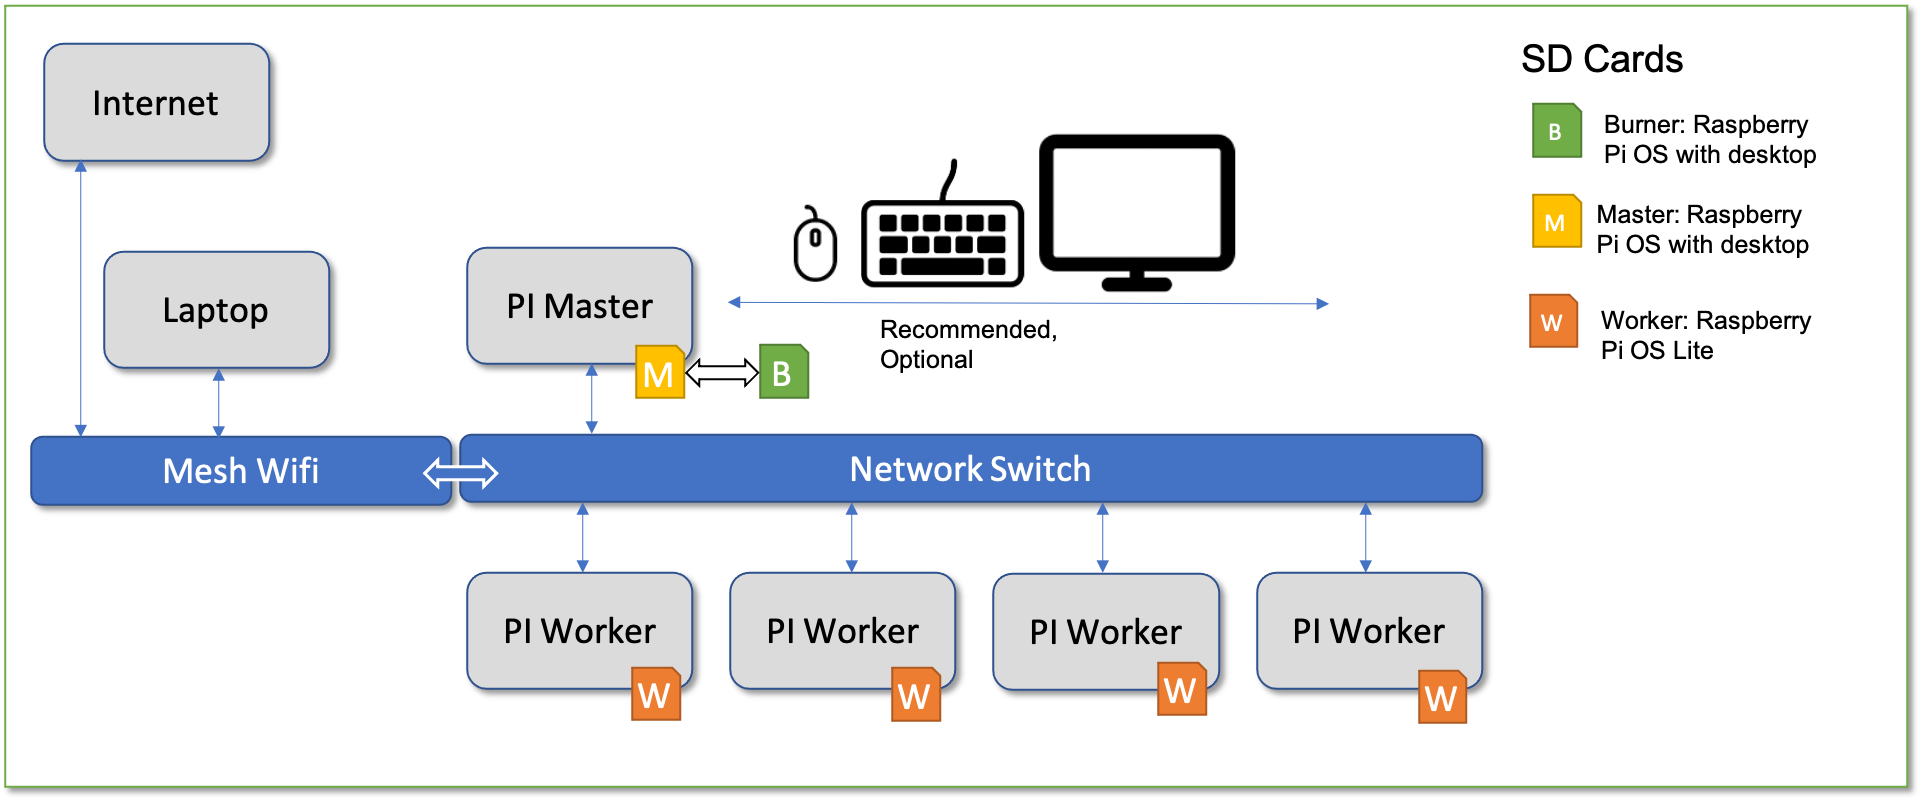 Internet
Laptop
PI Master
M
B
Recommended,
Optional
Mesh Wifi
Network Switch
PI Worker
W
PI Worker
W
PI Worker
W
PI Worker
W
SD Cards
B
Burner: Raspberry
Pi OS with desktop
M
Master: Raspberry
Pi OS with desktop
W
Worker: Raspberry
Pi OS Lite